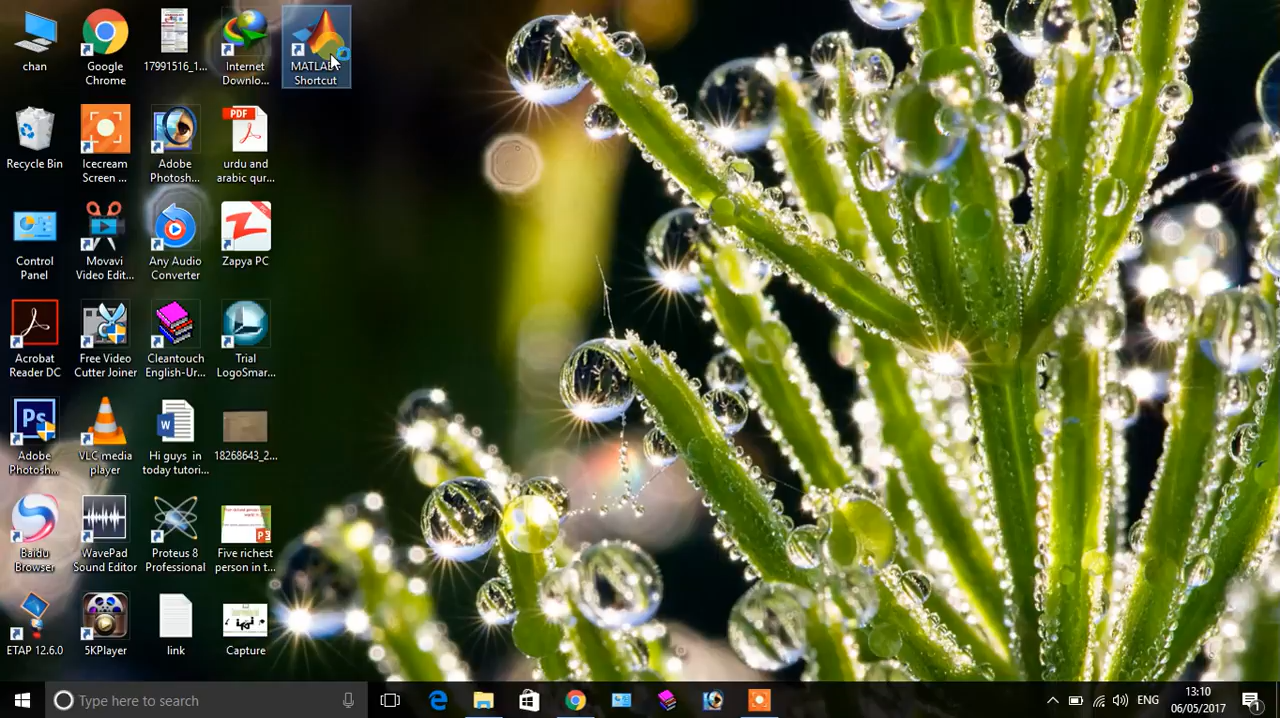 chan
Google
Chrome
17991516_1...
Internet
Downlo...
MATLAB -
Shortcut
Recycle Bin
Icecream
Screen ...
Adobe
Photosh...
PDF
urdu and
arabic qur...
Control
Panel
Movavi
Video Edit...
Any Audio
Converter
Zapya PC
Acrobat
Reader DC
Free Video
Cutter Joiner
Cleantouch
English-Ur...
Trial
LogoSmar...
Ps
Adobe
Photosh...
VLC media
player
W
Hi guys in
today tutori...
18268643_2...
Baidu
Browser
WavePad
Sound Editor
Proteus 8
Professional
Five richest
person in t...
ETAP 12.6.0
5KPlayer
link
Capture
Type here to search
ENG
13:10
06/05/2017
1